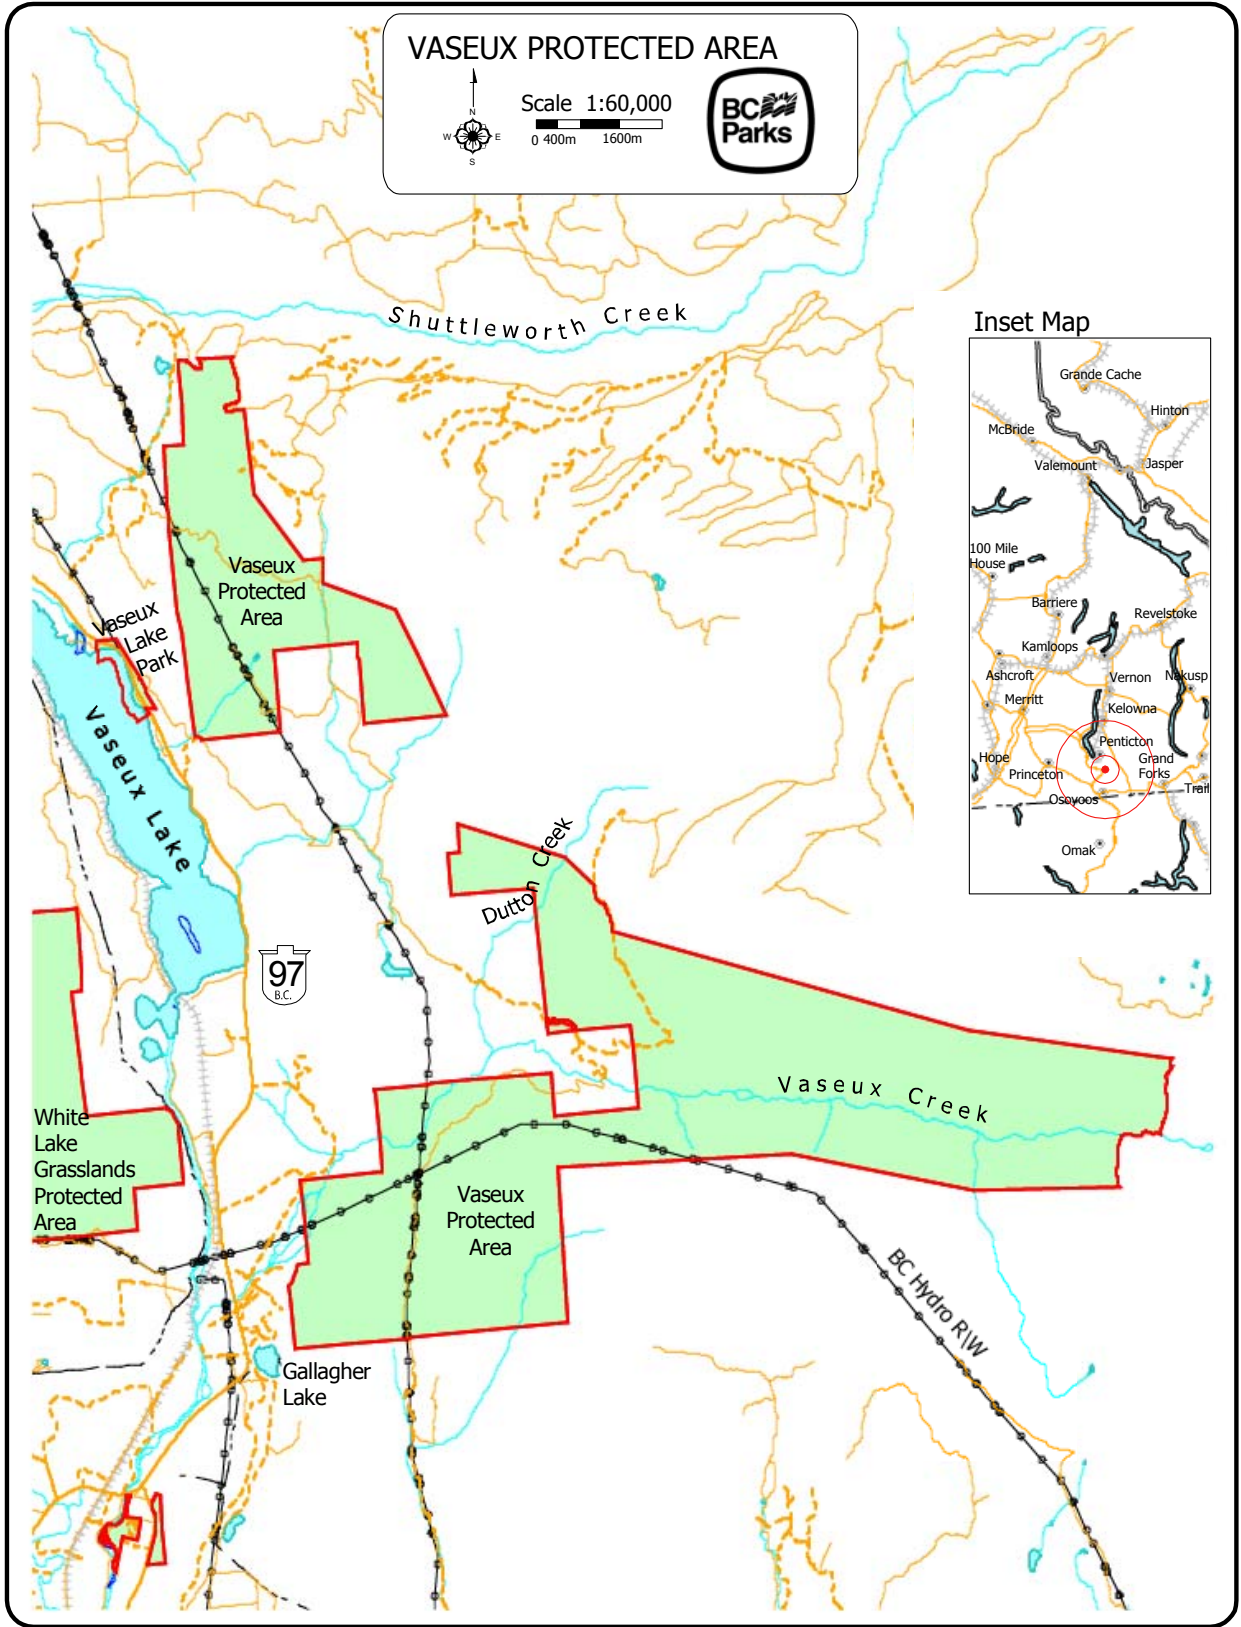 VASEUX PROTECTED AREA
N
W
E
S
Scale 1:60,000
0 400m 1600m
BC
Parks
Shuttleworth Creek
Inset Map
Grande Cache
Hinton
McBride
Jasper
Valemount
100 Mile
House
Barriere
Revelstoke
Kamloops
Ashcroft
Vernon
Nakusp
Merritt
Kelowna
Penticton
Hope
Grand
Forks
Princeton
Trail
Osoyoos
Omak
Vaseux
Protected
Area
Vaseux
Lake
Park
Vaseux Lake
Dutton Creek
97
B.C.
Vaseux Creek
White
Lake
Grasslands
Protected
Area
Vaseux
Protected
Area
BC Hydro R\W
Gallagher
Lake